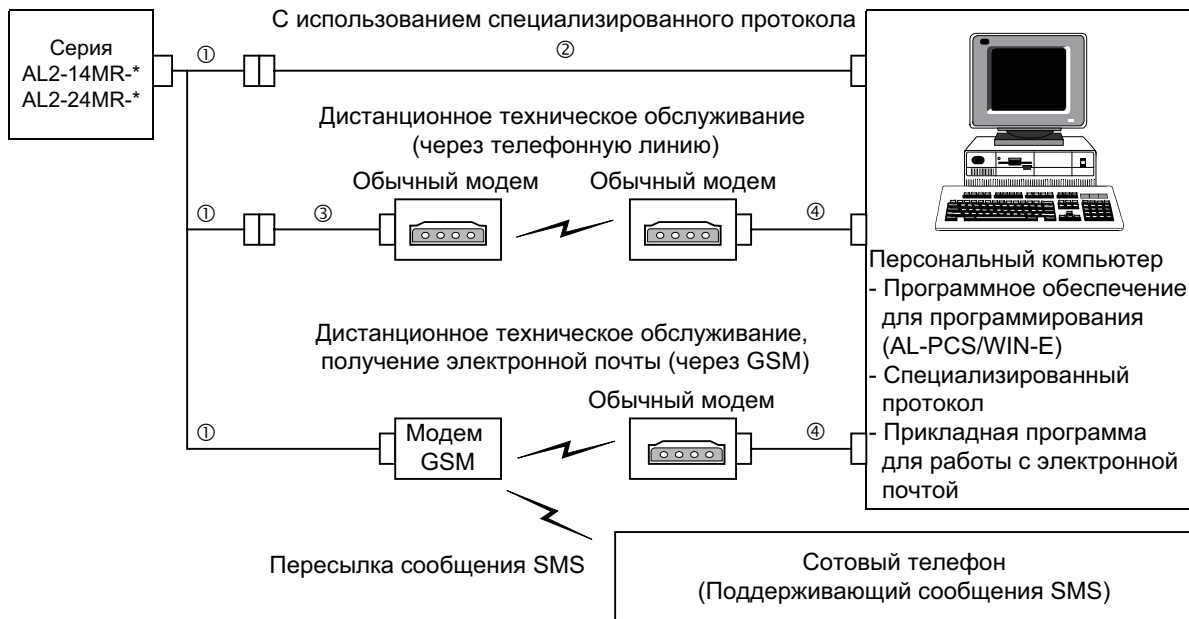 С использованием специализированного протокола
Серия
AL2-14MR-*
AL2-24MR-*
①
②
Дистанционное техническое обслуживание
(через телефонную линию)
Обычный модем
Обычный модем
①
③
④
Персональный компьютер
- Программное обеспечение
для программирования
(AL-PCS/WIN-E)
- Специализированный
протокол
- Прикладная программа
для работы с электронной
почтой
Дистанционное техническое обслуживание,
получение электронной почты (через GSM)
Обычный модем
①
Модем
GSM
④
Пересылка сообщения SMS
Сотовый телефон
(Поддерживающий сообщения SMS)